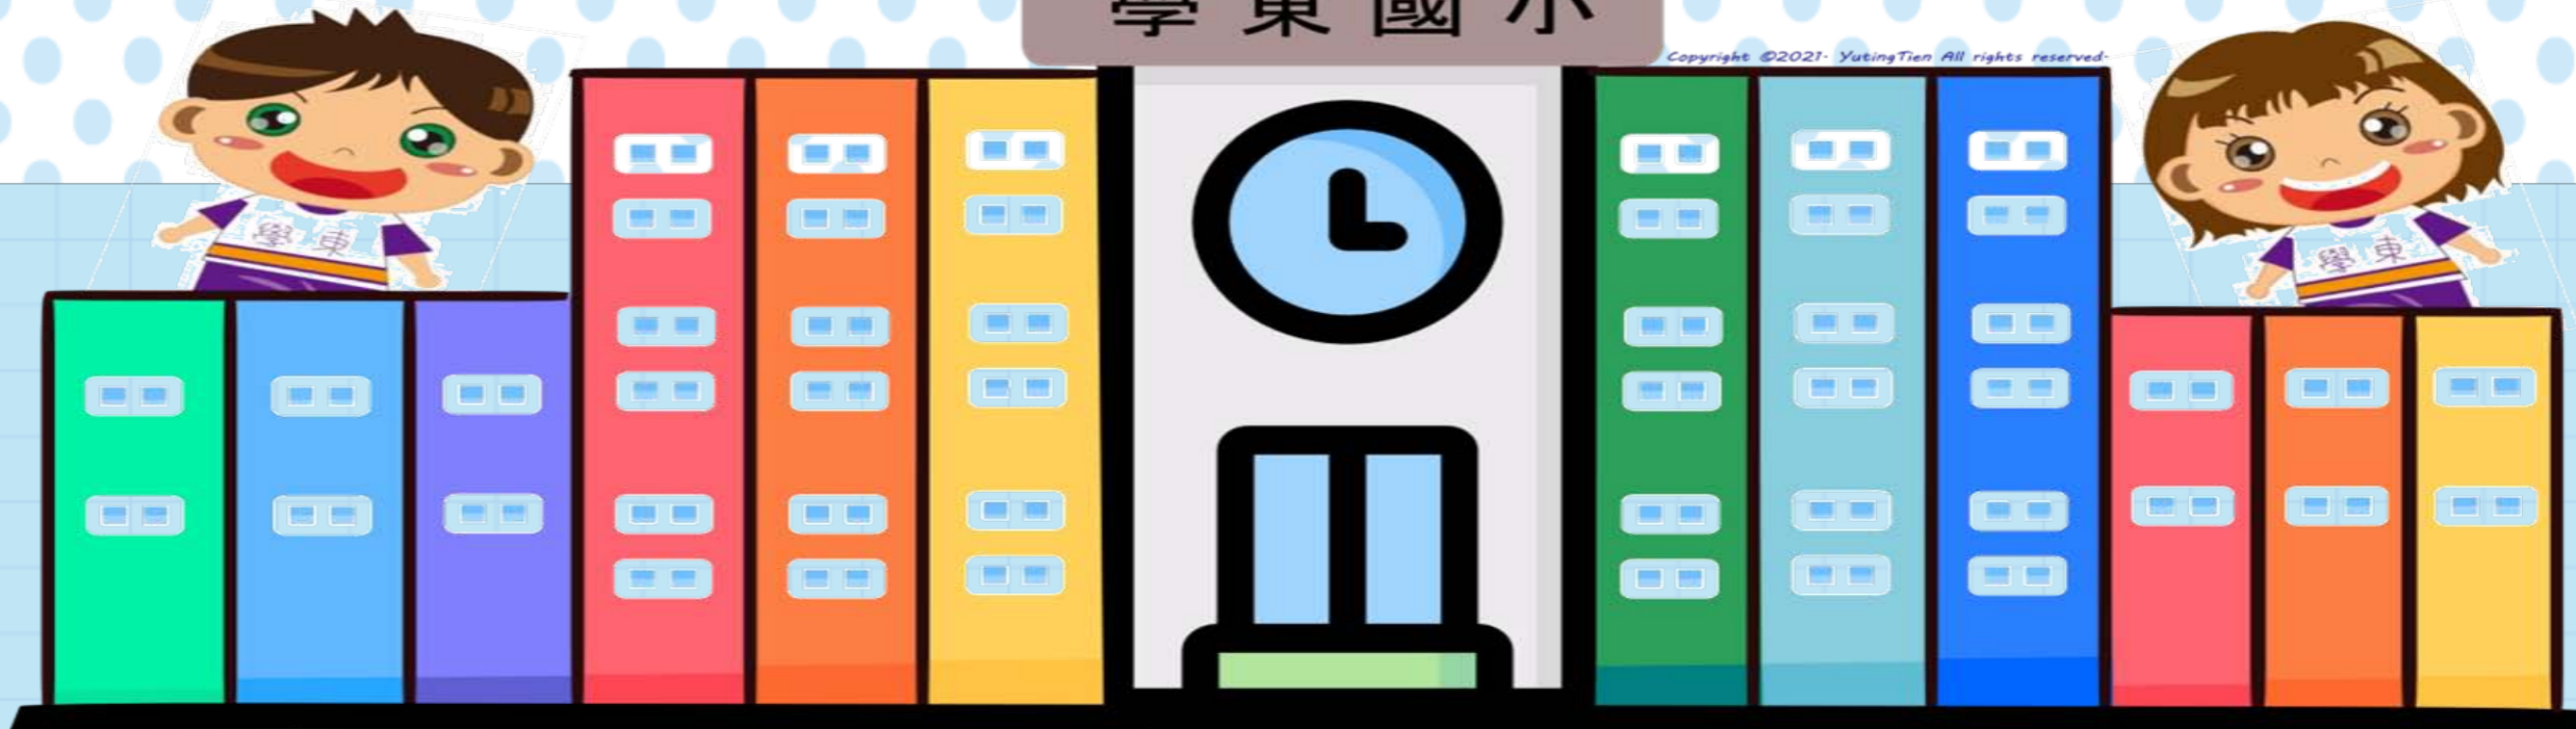 學東國小
Copyright ©2021- YutingTien All rights reserved-
學東
學東